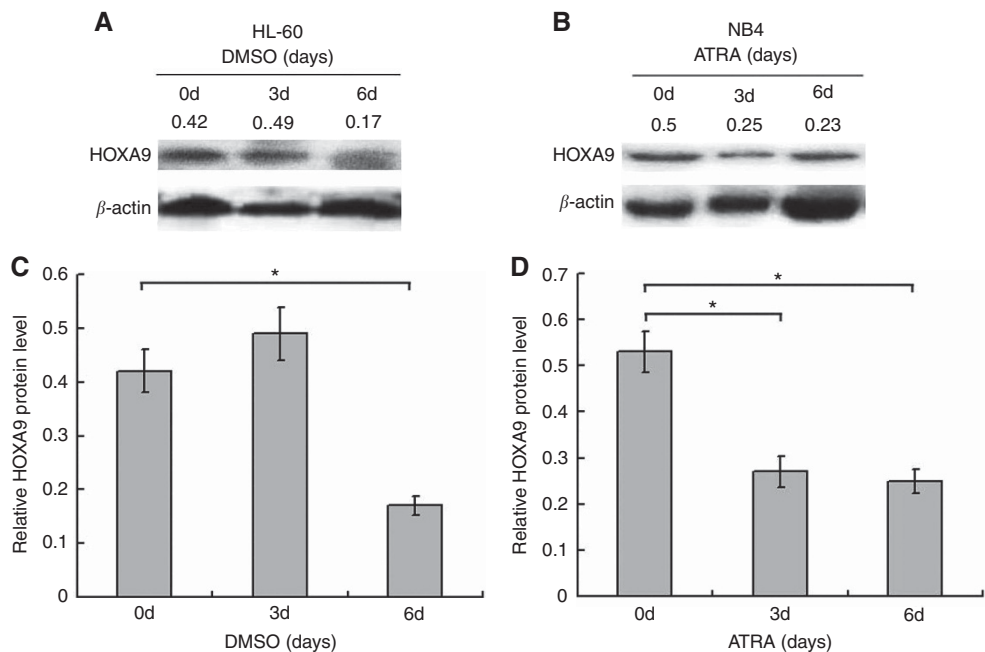 A
HL-60
DMSO (days)
0d 3d 6d
0.42 0..49 0.17
HOXA9
β-actin
B
NB4
ATRA (days)
0d 3d 6d
0.5 0.25 0.23
HOXA9
β-actin
C
Relative HOXA9 protein level
0.6
0.5
0.4
0.3
0.2
0.1
0
*
0d 3d 6d
DMSO (days)
D
Relative HOXA9 protein level
0.7
0.6
0.5
0.4
0.3
0.2
0.1
0
*
*
0d 3d 6d
ATRA (days)